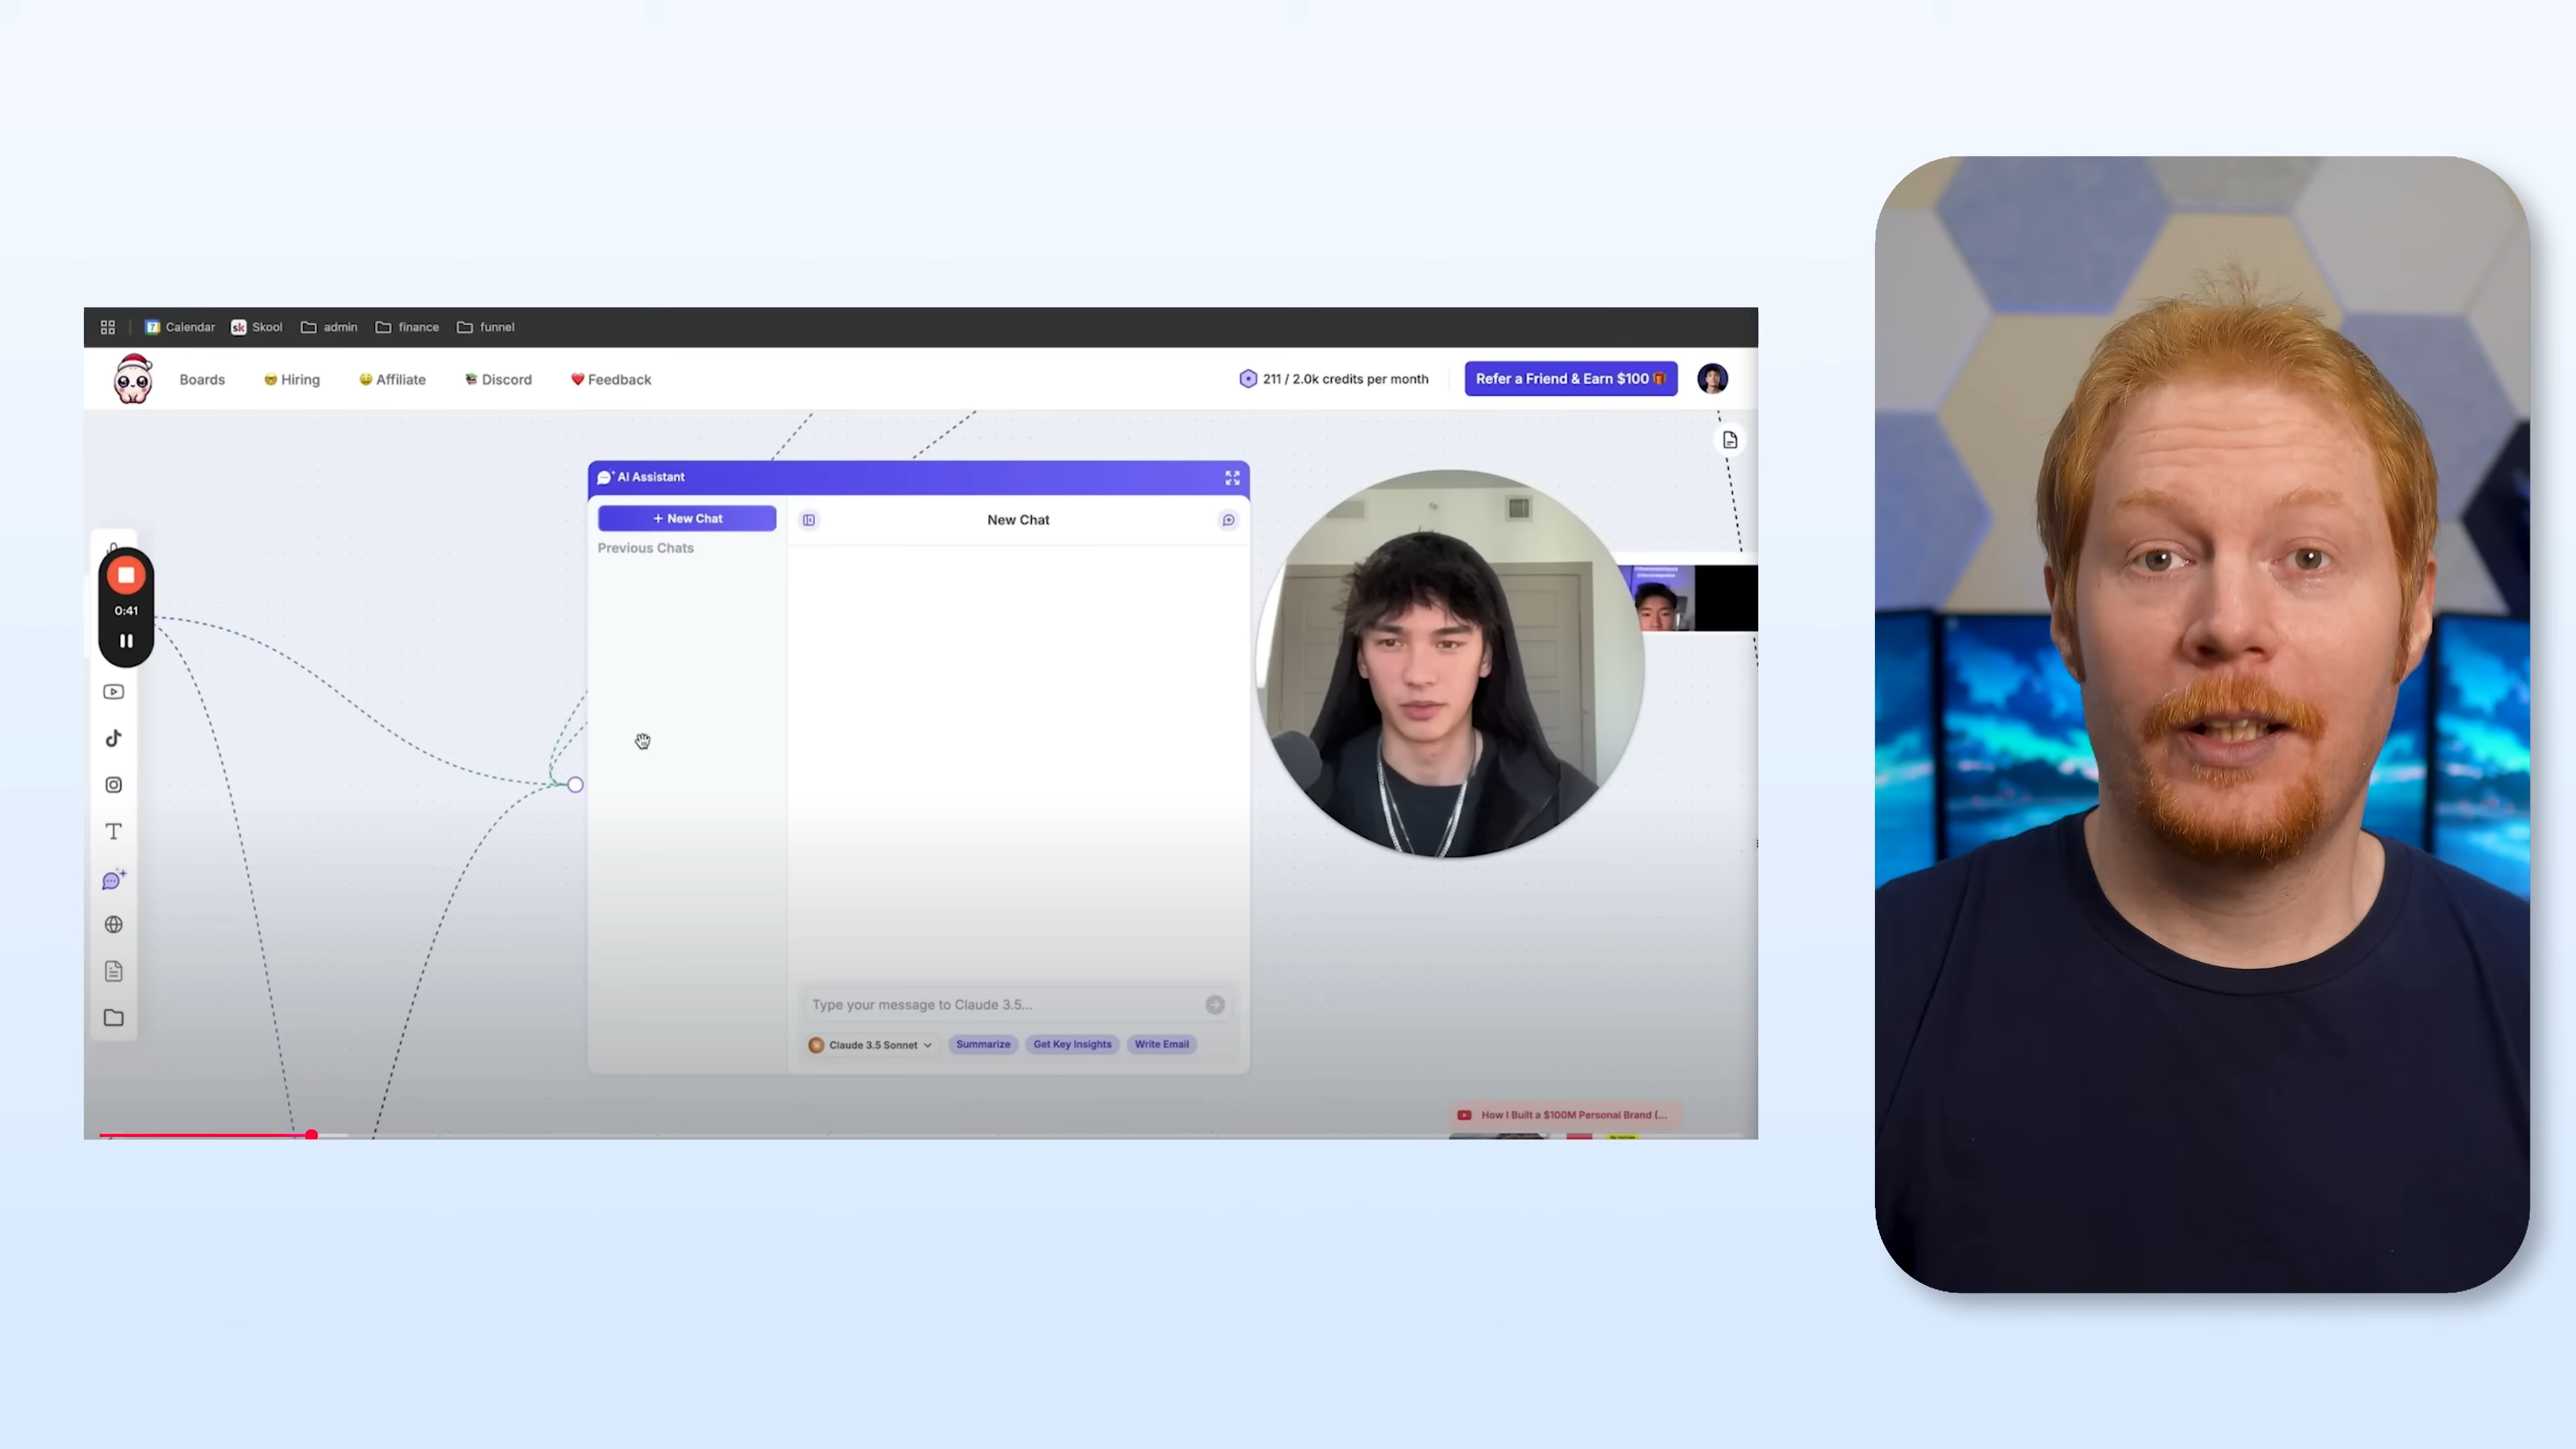 7 Calendar sk Skool admin finance funnel
Boards Hiring Affiliate Discord Feedback 211 / 2.0k credits per month Refer a Friend & Earn $100
AI Assistant
+ New Chat
New Chat
Previous Chats
0:41
Type your message to Claude 3.5...
Claude 3.5 Sonnet Summarize Get Key Insights Write Email
How I Built a $100M Personal Brand (...